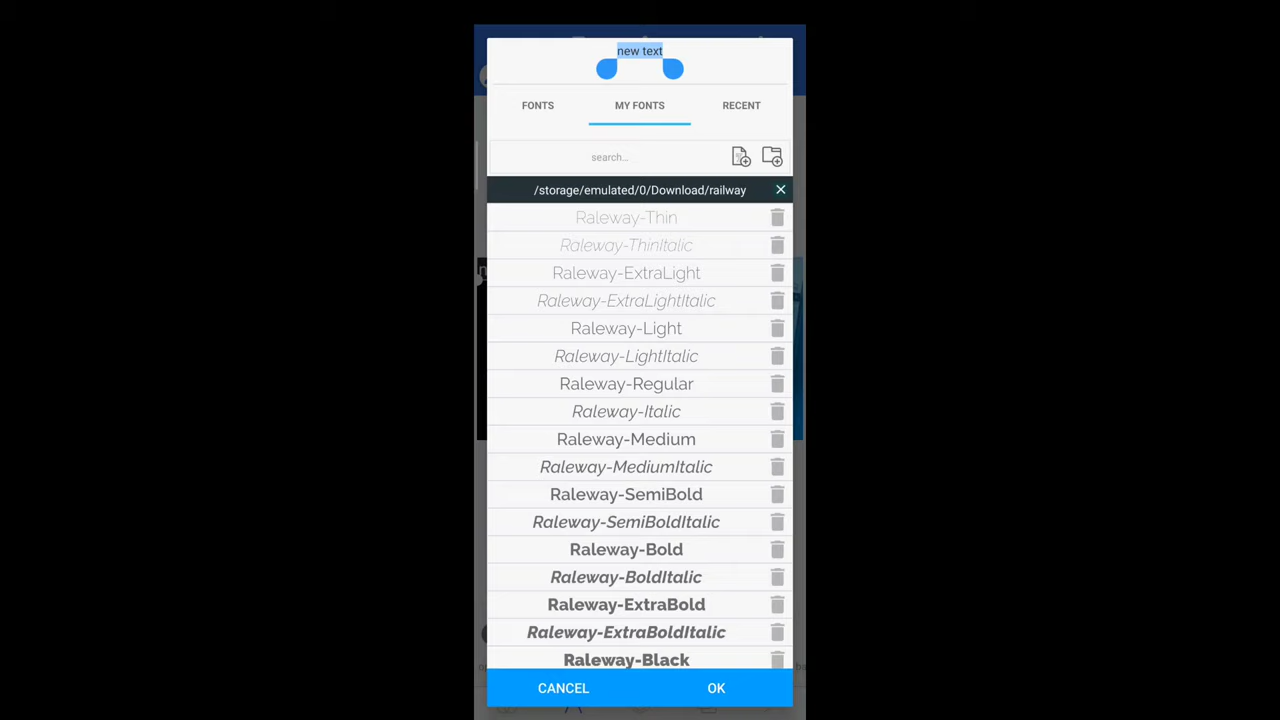 new text
FONTS MY FONTS RECENT
search...
/storage/emulated/0/Download/railway
Raleway-Thin
Raleway-ThinItalic
Raleway-ExtraLight
Raleway-ExtraLightItalic
Raleway-Light
Raleway-LightItalic
Raleway-Regular
Raleway-Italic
Raleway-Medium
Raleway-MediumItalic
Raleway-SemiBold
Raleway-SemiBoldItalic
Raleway-Bold
Raleway-BoldItalic
Raleway-ExtraBold
Raleway-ExtraBoldItalic
Raleway-Black
CANCEL OK